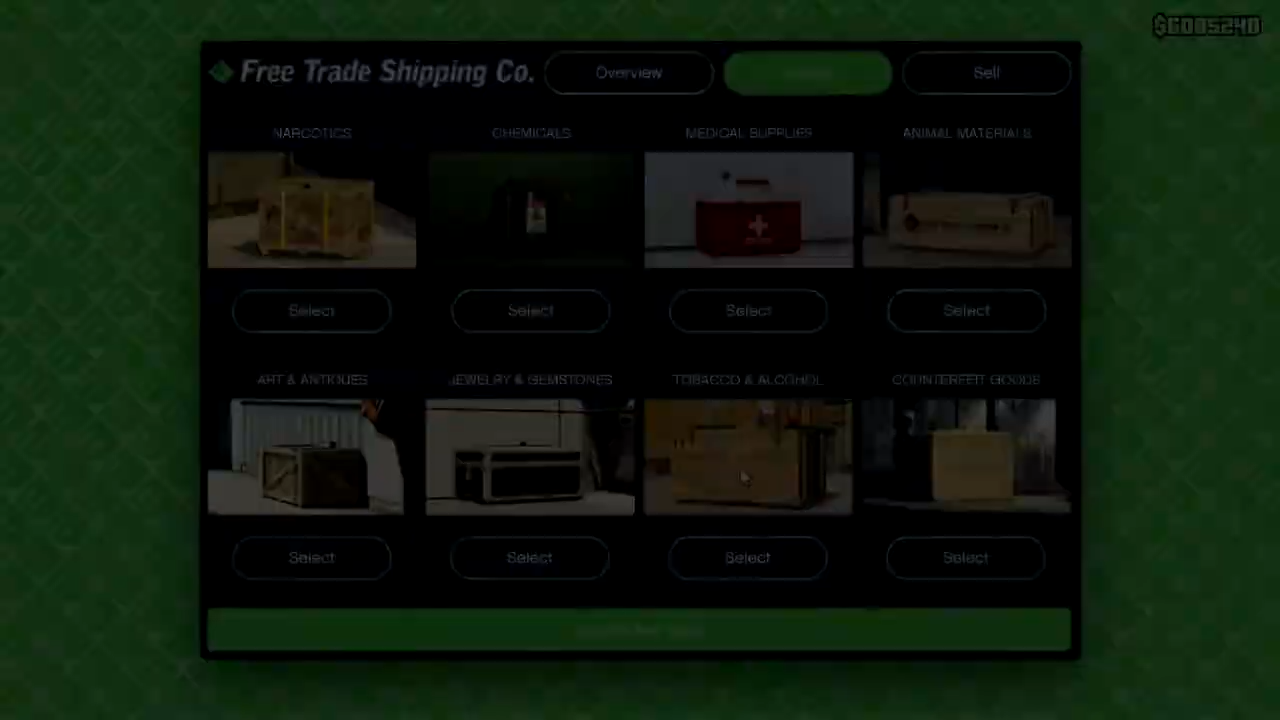 Free Trade Shipping Co. Overview Sell
NARCOTICS CHEMICALS MEDICAL SUPPLIES ANIMAL MATERIALS
Select Select Select Select
ART & ANTIQUES JEWELRY & GEMSTONES TOBACCO & ALCOHOL COUNTERFEIT GOODS
Select Select Select Select